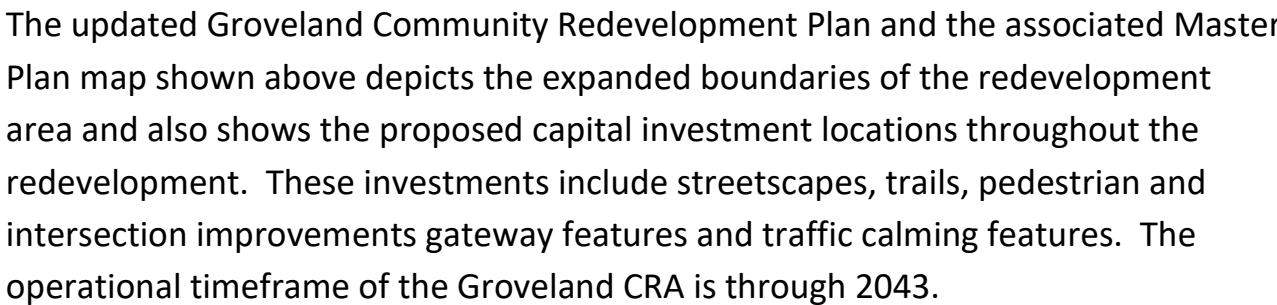 The updated Groveland Community Redevelopment Plan and the associated Master
Plan map shown above depicts the expanded boundaries of the redevelopment
area and also shows the proposed capital investment locations throughout the
redevelopment.  These investments include streetscapes, trails, pedestrian and
intersection improvements gateway features and traffic calming features.  The
operational timeframe of the Groveland CRA is through 2043.